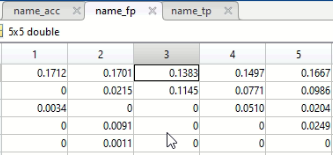 name_acc name_fp name_tp
5x5 double
1 2 3 4 5
0.1712 0.1701 0.1383 0.1497 0.1667
0 0.0215 0.1145 0.0771 0.0986
0.0034 0 0 0.0510 0.0204
0 0.0091 0 0 0.0249
0 0.0011 0 0 0